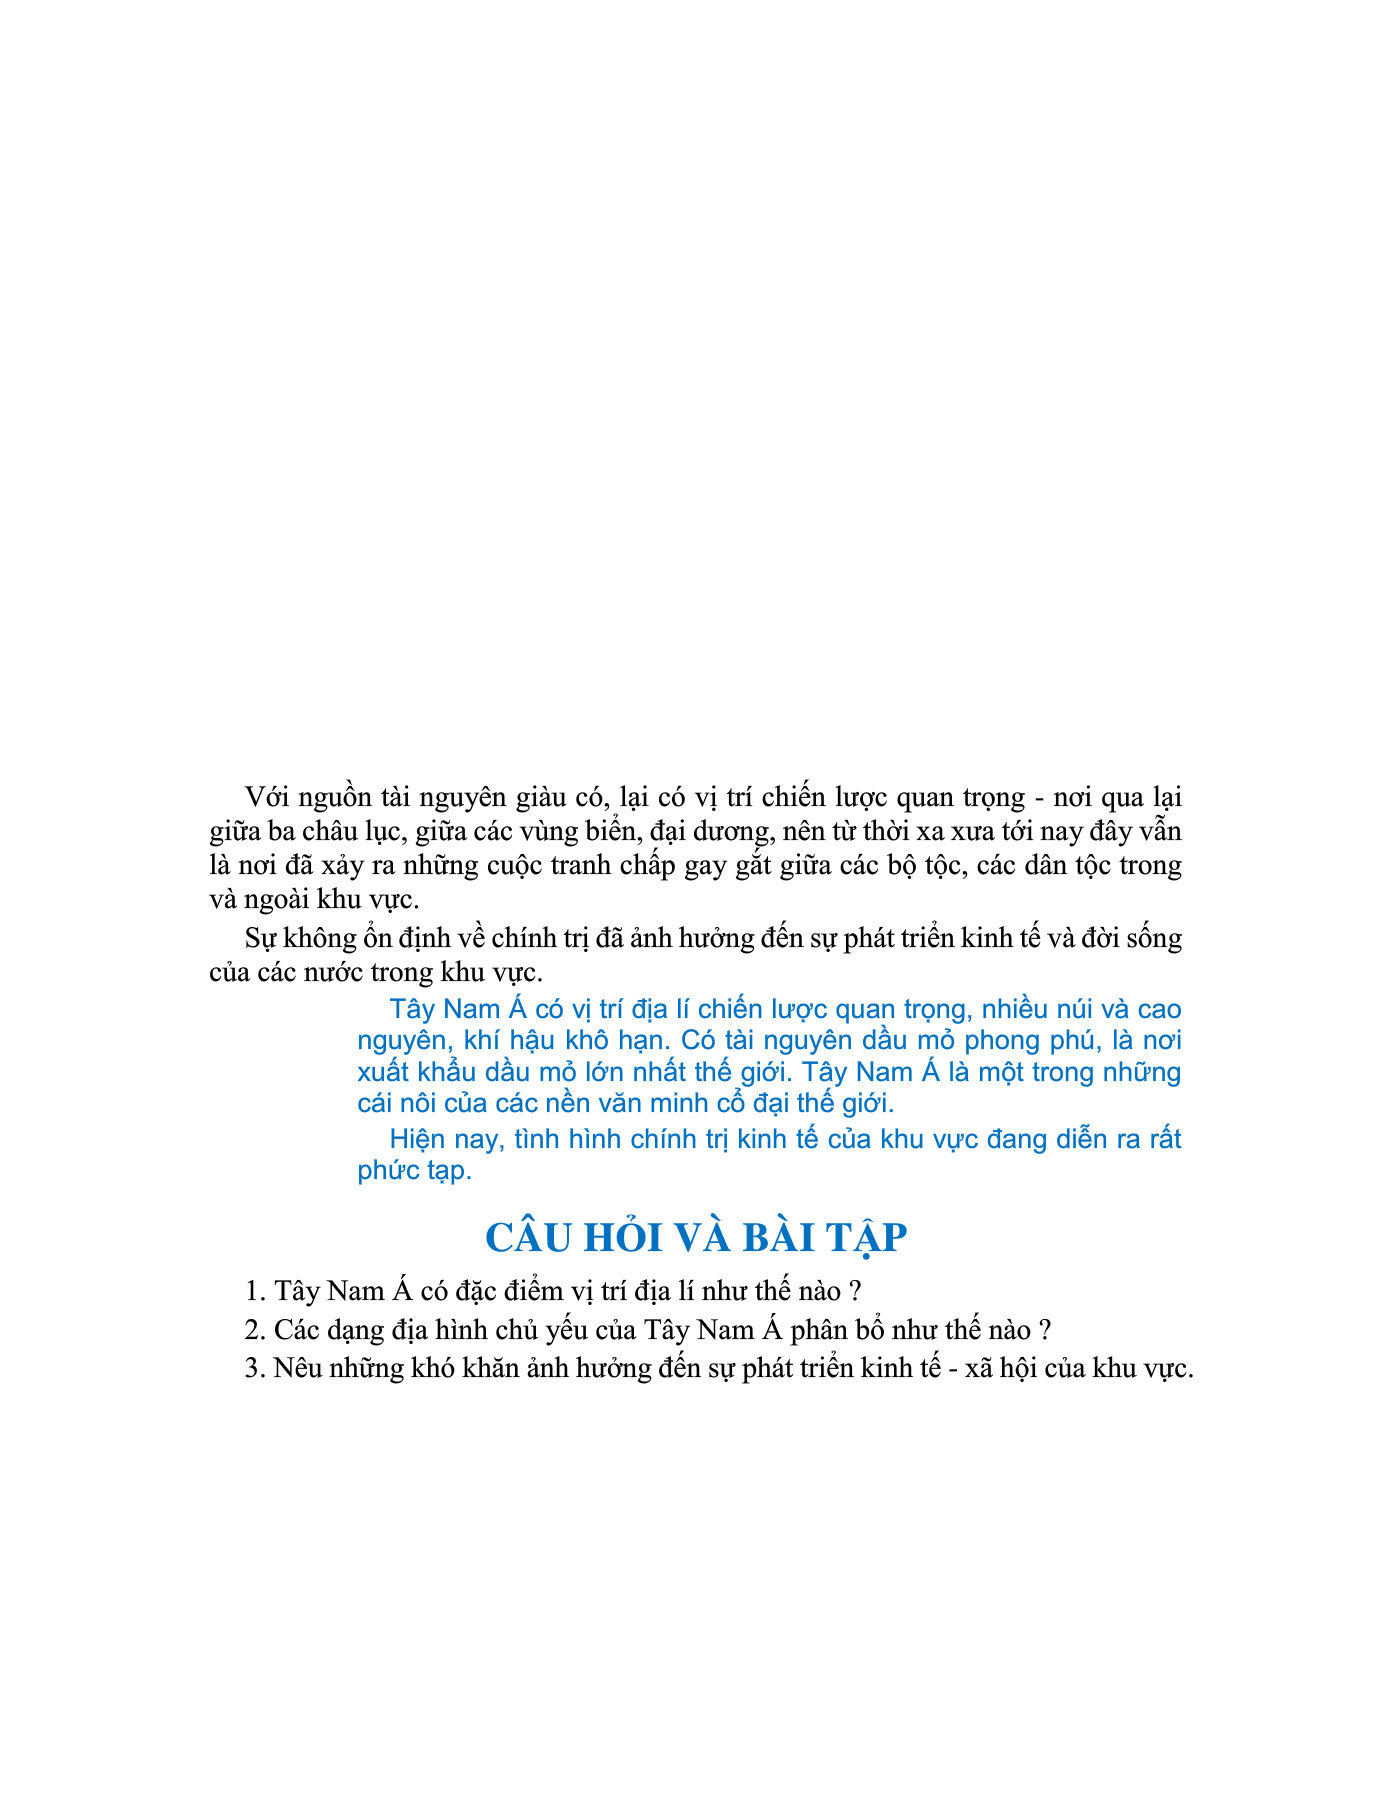 Với nguồn tài nguyên giàu có, lại có vị trí chiến lược quan trọng - nơi qua lại
giữa ba châu lục, giữa các vùng biển, đại dương, nên từ thời xa xưa tới nay đây vẫn
là nơi đã xảy ra những cuộc tranh chấp gay gắt giữa các bộ tộc, các dân tộc trong
và ngoài khu vực.
Sự không ổn định về chính trị đã ảnh hưởng đến sự phát triển kinh tế và đời sống
của các nước trong khu vực.
Tây Nam Á có vị trí địa lí chiến lược quan trọng, nhiều núi và cao
nguyên, khí hậu khô hạn. Có tài nguyên dầu mỏ phong phú, là nơi
xuất khẩu dầu mỏ lớn nhất thế giới. Tây Nam Á là một trong những
cái nôi của các nền văn minh cổ đại thế giới.
Hiện nay, tình hình chính trị kinh tế của khu vực đang diễn ra rất
phức tạp.
CÂU HỎI VÀ BÀI TẬP
1. Tây Nam Á có đặc điểm vị trí địa lí như thế nào ?
2. Các dạng địa hình chủ yếu của Tây Nam Á phân bổ như thế nào ?
3. Nêu những khó khăn ảnh hưởng đến sự phát triển kinh tế - xã hội của khu vực.